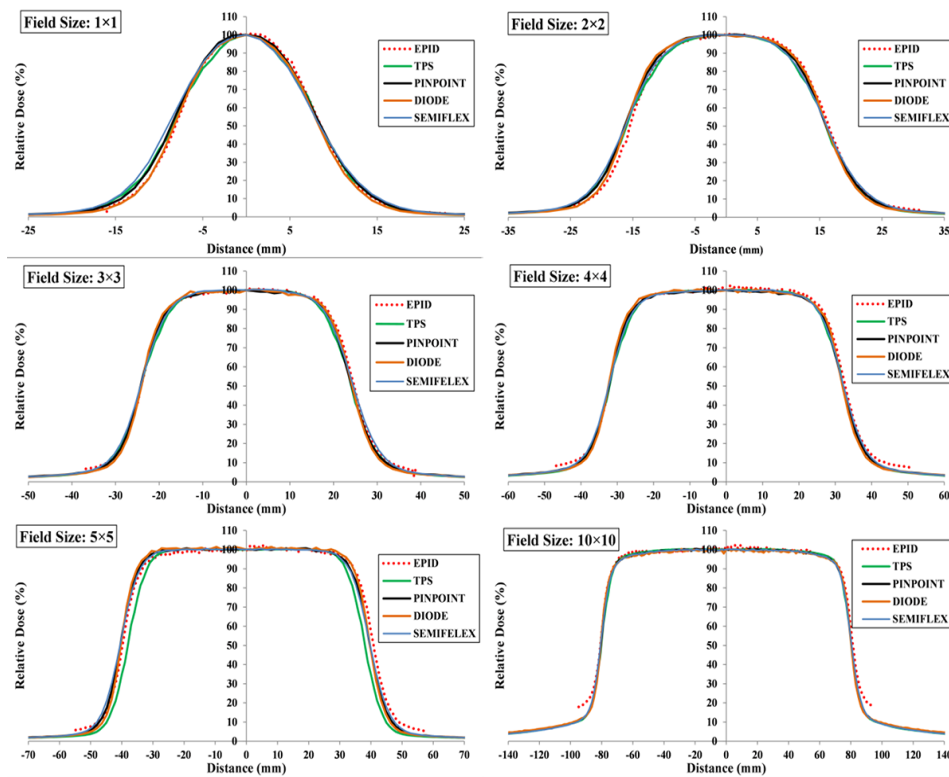 Field Size: 1×1
Relative Dose (%)
110
100
90
80
70
60
50
40
30
20
10
0
-25 -15 -5 5 15 25
Distance (mm)
EPID
TPS
PINPOINT
DIODE
SEMIFLEX
Field Size: 2×2
Relative Dose (%)
110
100
90
80
70
60
50
40
30
20
10
0
-35 -25 -15 -5 5 15 25 35
Distance (mm)
EPID
TPS
PINPOINT
DIODE
SEMIFLEX
Field Size: 3×3
Relative Dose (%)
110
100
90
80
70
60
50
40
30
20
10
0
-50 -40 -30 -20 -10 0 10 20 30 40 50
Distance (mm)
EPID
TPS
PINPOINT
DIODE
SEMIFELEX
Field Size: 4×4
Relative Dose (%)
110
100
90
80
70
60
50
40
30
20
10
0
-60 -50 -40 -30 -20 -10 0 10 20 30 40 50 60
Distance (mm)
EPID
TPS
PINPOINT
DIODE
SEMIFELEX
Field Size: 5×5
Relative Dose (%)
110
100
90
80
70
60
50
40
30
20
10
0
-70 -60 -50 -40 -30 -20 -10 0 10 20 30 40 50 60 70
Distance (mm)
EPID
TPS
PINPOINT
DIODE
SEMIFELEX
Field Size: 10×10
Relative Dose (%)
110
100
90
80
70
60
50
40
30
20
10
0
-140 -120 -100 -80 -60 -40 -20 0 20 40 60 80 100 120 140
Distance (mm)
EPID
TPS
PINPOINT
DIODE
SEMIFELEX